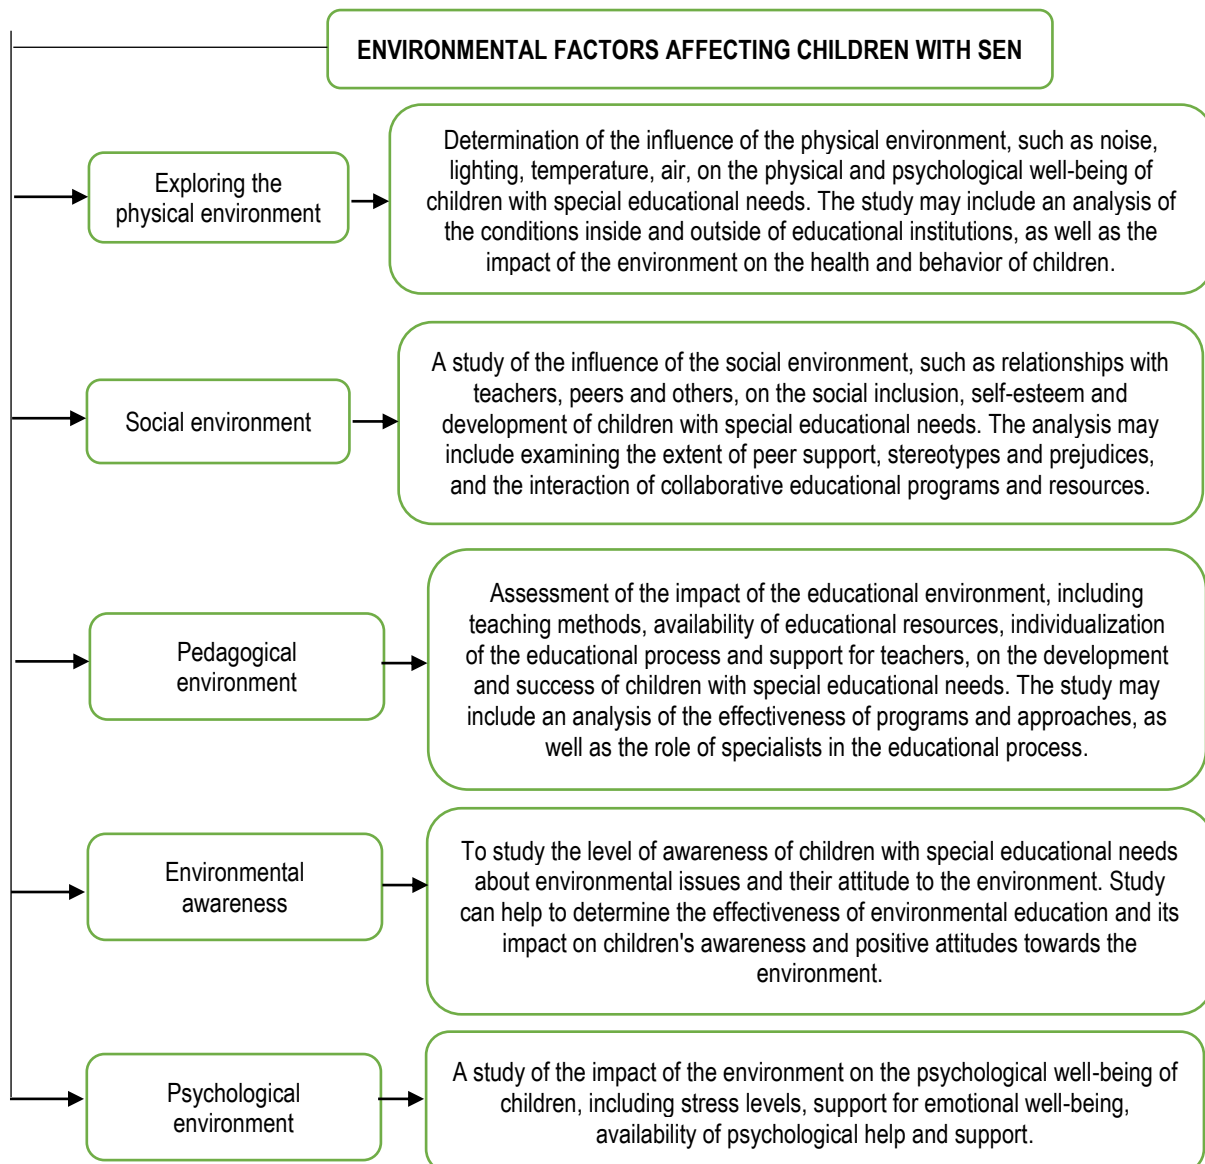 ENVIRONMENTAL FACTORS AFFECTING CHILDREN WITH SEN
Exploring the
physical environment
Determination of the influence of the physical environment, such as noise,
lighting, temperature, air, on the physical and psychological well-being of
children with special educational needs. The study may include an analysis of
the conditions inside and outside of educational institutions, as well as the
impact of the environment on the health and behavior of children.
Social environment
A study of the influence of the social environment, such as relationships with
teachers, peers and others, on the social inclusion, self-esteem and
development of children with special educational needs. The analysis may
include examining the extent of peer support, stereotypes and prejudices,
and the interaction of collaborative educational programs and resources.
Pedagogical
environment
Assessment of the impact of the educational environment, including
teaching methods, availability of educational resources, individualization
of the educational process and support for teachers, on the development
and success of children with special educational needs. The study may
include an analysis of the effectiveness of programs and approaches, as
well as the role of specialists in the educational process.
Environmental
awareness
To study the level of awareness of children with special educational needs
about environmental issues and their attitude to the environment. Study
can help to determine the effectiveness of environmental education and its
impact on children's awareness and positive attitudes towards the
environment.
Psychological
environment
A study of the impact of the environment on the psychological well-being of
children, including stress levels, support for emotional well-being,
availability of psychological help and support.